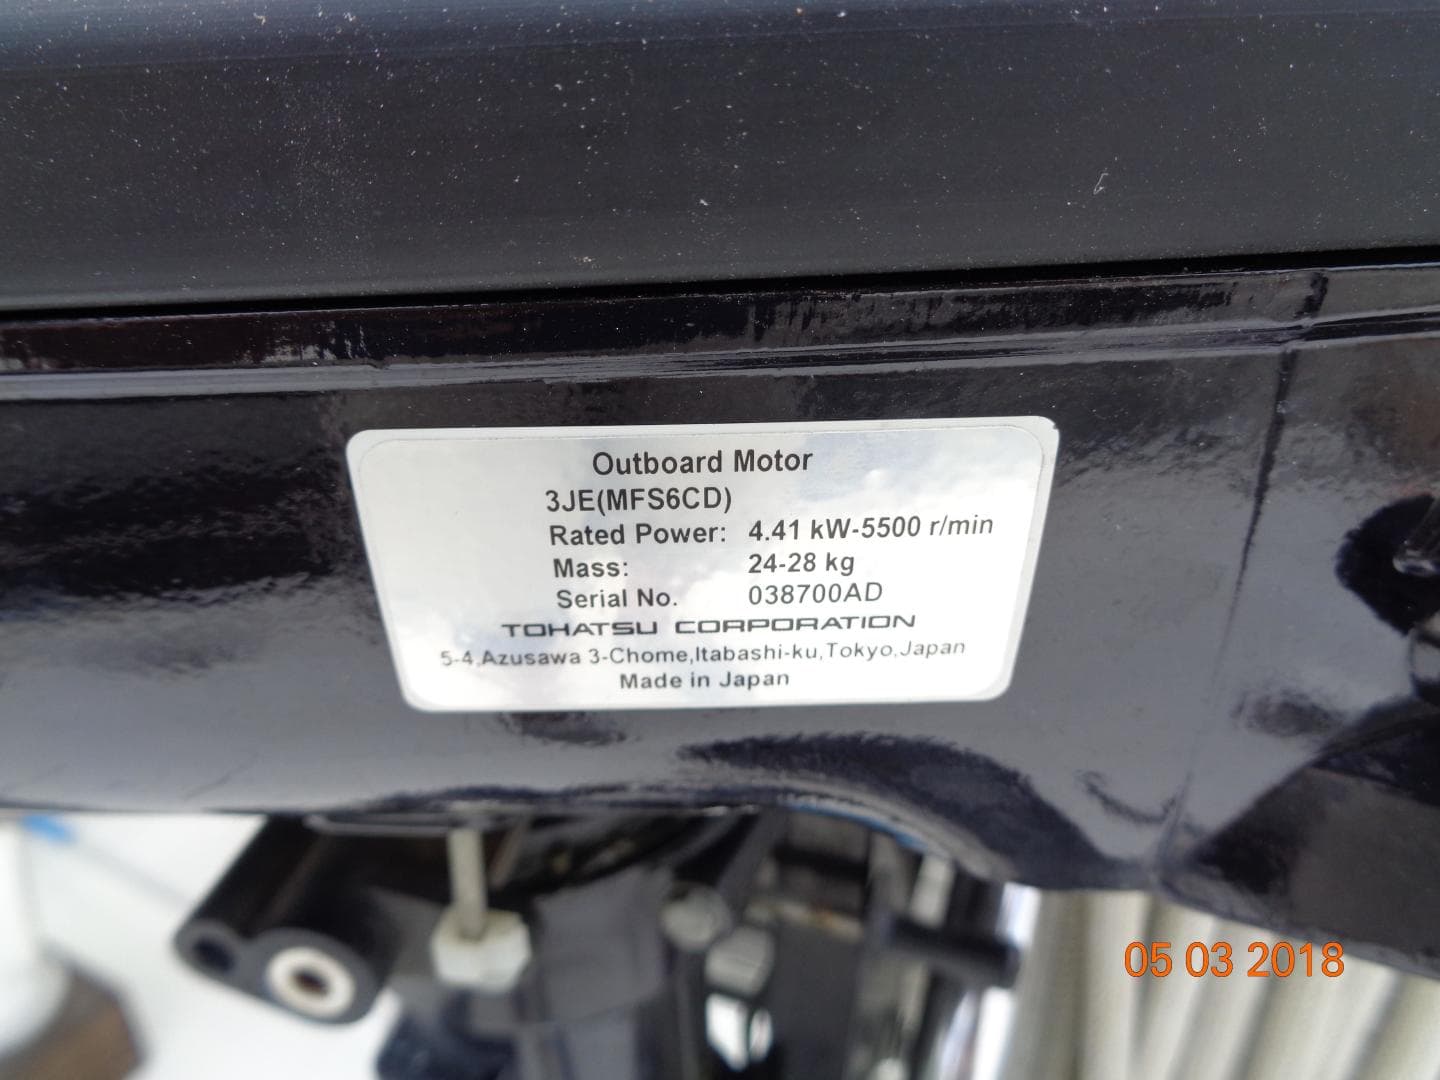 Outboard Motor
3JE(MFS6CD)
Rated Power: 4.41 kW-5500 r/min
Mass: 24-28 kg
Serial No. 038700AD
TOHATSU CORPORATION
5-4,Azusawa 3-Chome,Itabashi-ku,Tokyo,Japan
Made in Japan
05 03 2018